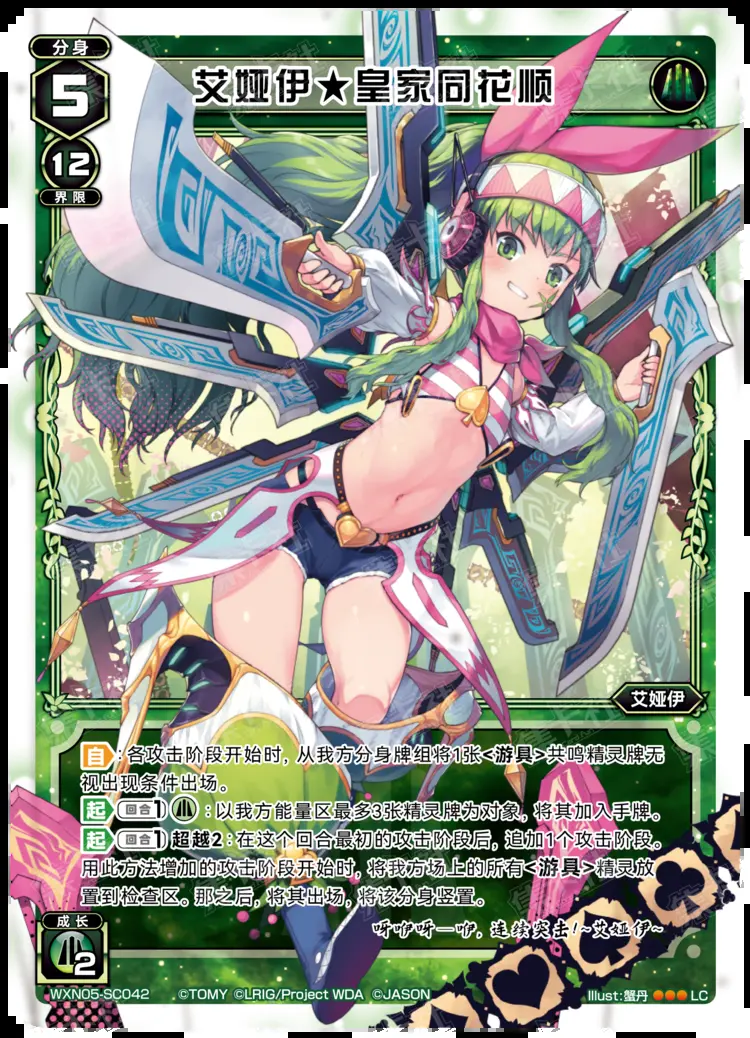 分身
5
艾娅伊★皇家同花顺
12
界限
艾娅伊
自:各攻击阶段开始时,从我方分身牌组将1张<游具>共鸣精灵牌无
视出现条件出场。
起 回合1 :以我方能量区最多3张精灵牌为对象,将其加入手牌。
起 回合1 超越2:在这个回合最初的攻击阶段后,追加1个攻击阶段。
用此方法增加的攻击阶段开始时,将我方场上的所有<游具>精灵放
置到检查区。那之后,将其出场,将该分身竖置。
呀咿呀—咿,连续突击!~艾娅伊~
成长
2
WXN05-SC042 ©TOMY ©LRIG/Project WDA ©JASON Illust:蟹丹 LC